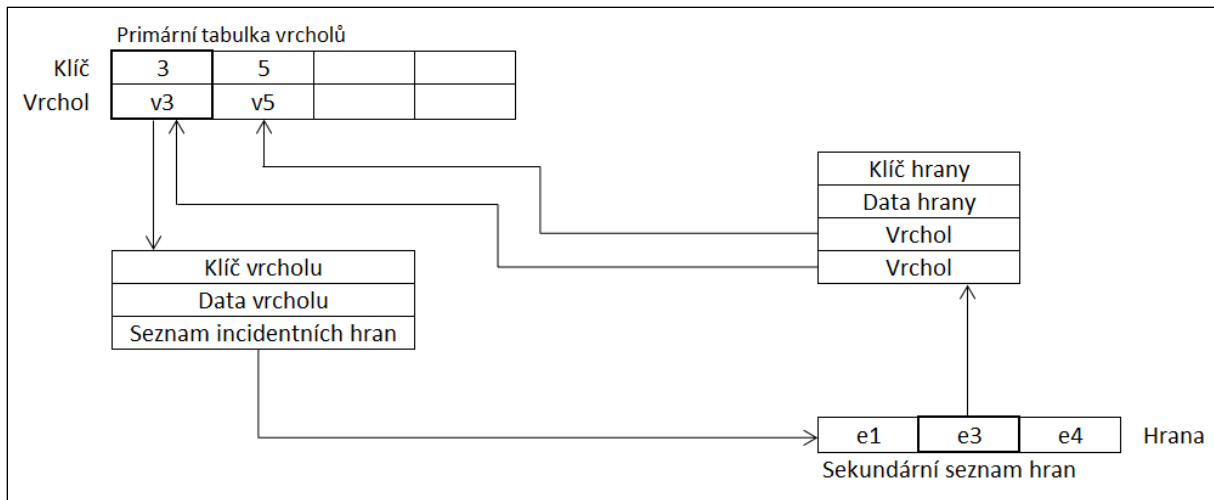 Primární tabulka vrcholů
Klíč 3 5
Vrchol v3 v5
Klíč hrany
Data hrany
Vrchol
Vrchol
Klíč vrcholu
Data vrcholu
Seznam incidentních hran
e1 e3 e4 Hrana
Sekundární seznam hran